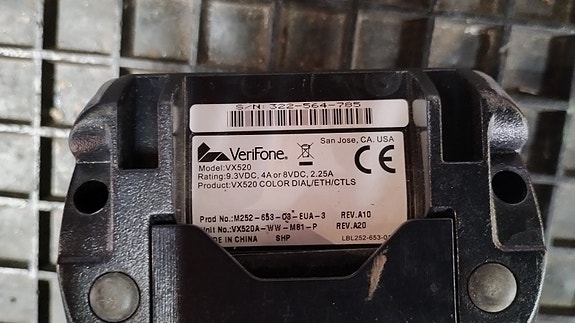 S/N: 322-564-785
VeriFone®
San Jose, CA. USA
CE
Model:VX520
Rating:9.3VDC, 4A or 8VDC, 2.25A
Product:VX520 COLOR DIAL/ETH/CTLS
Prod No.:M252-653-C3-EUA-3 REV.A10
Unit No.:VX520A-WW-M81-P REV.A20
MADE IN CHINA SHP